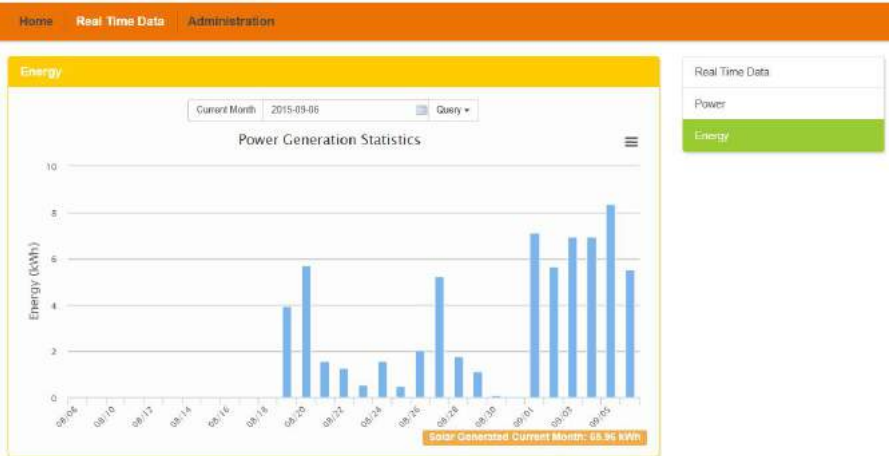 Home Real Time Data Administration
Energy
Current Month 2015-09-06 Query
Power Generation Statistics
10
8
6
4
2
0
Energy (kWh)
08/08 08/10 08/12 08/14 08/16 08/18 08/20 08/22 08/24 08/26 08/28 08/30 09/01 09/03 09/05
Solar Generated Current Month: 69.96 kWh
Real Time Data
Power
Energy